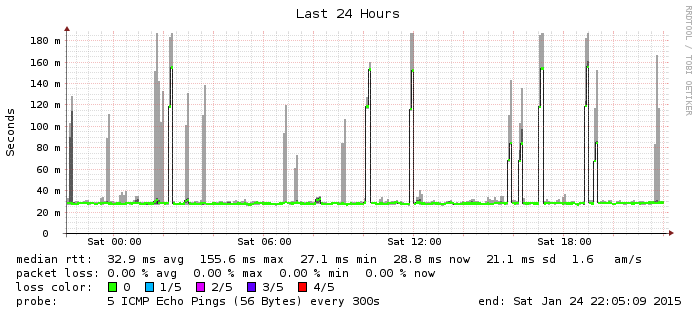 Last 24 Hours
RRDTOOL / TOBI OETIKER
Seconds
180 m
160 m
140 m
120 m
100 m
80 m
60 m
40 m
20 m
0
Sat 00:00 Sat 06:00 Sat 12:00 Sat 18:00
median rtt: 32.9 ms avg 155.6 ms max 27.1 ms min 28.8 ms now 21.1 ms sd 1.6 am/s
packet loss: 0.00 % avg 0.00 % max 0.00 % min 0.00 % now
loss color: 0 1/5 2/5 3/5 4/5
probe: 5 ICMP Echo Pings (56 Bytes) every 300s end: Sat Jan 24 22:05:09 2015